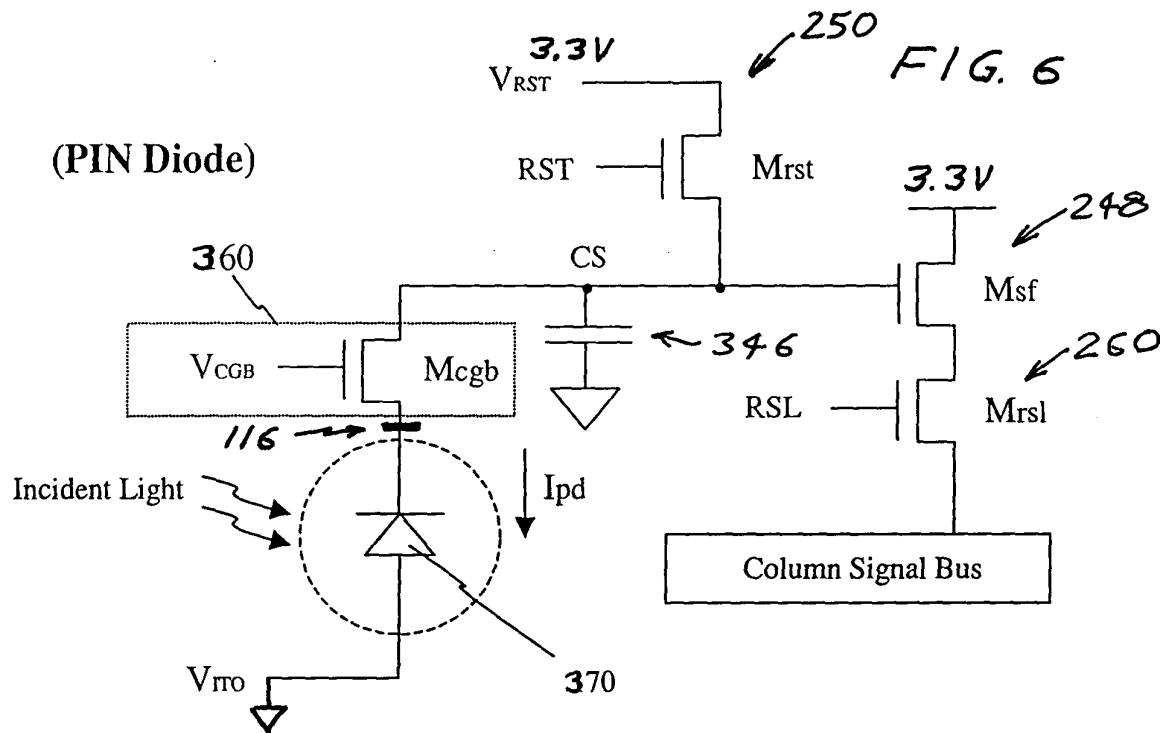 250
3.3V
FIG. 6
VRST
(PIN Diode)
RST
Mrst
3.3V
248
360
CS
Msf
VCGB
Mcgb
346
260
RSL
Mrsl
116
Incident Light
Ipd
Column Signal Bus
VITO
370